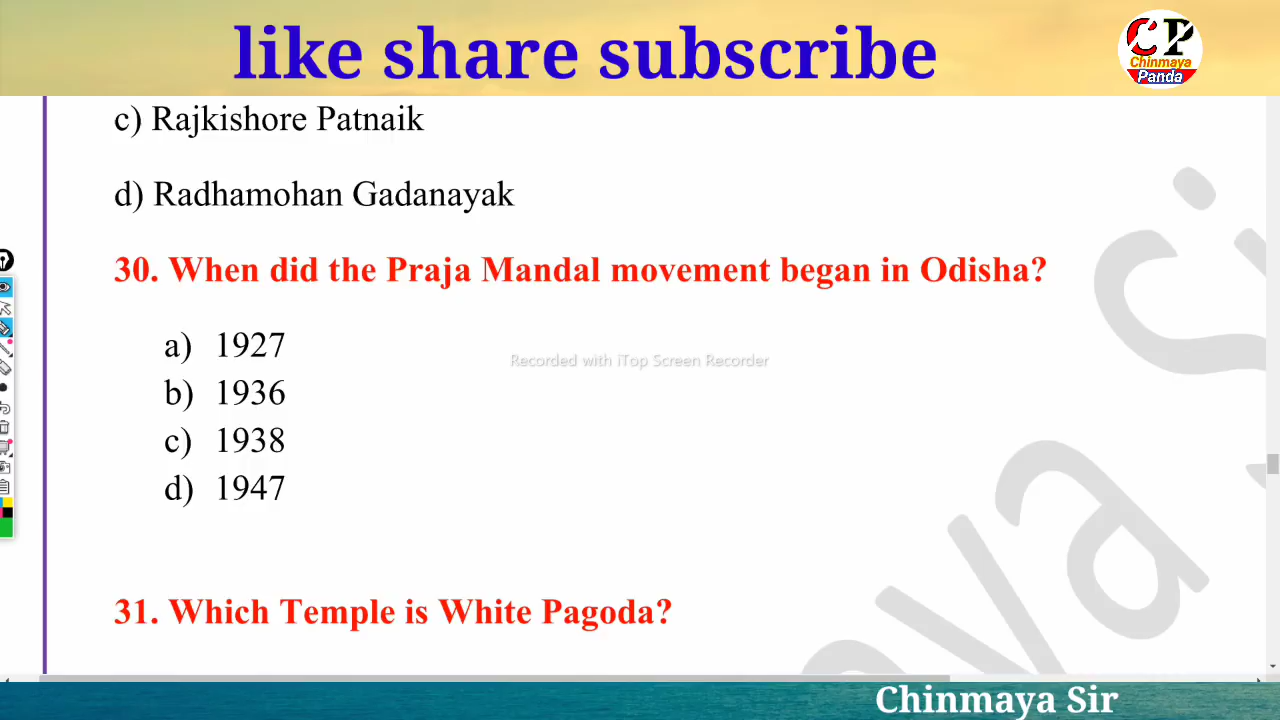 like share subscribe
CP
Chinmaya
Panda
c) Rajkishore Patnaik
d) Radhamohan Gadanayak
30. When did the Praja Mandal movement began in Odisha?
a) 1927
Recorded with iTop Screen Recorder
b) 1936
c) 1938
d) 1947
31. Which Temple is White Pagoda?
Chinmaya Sir